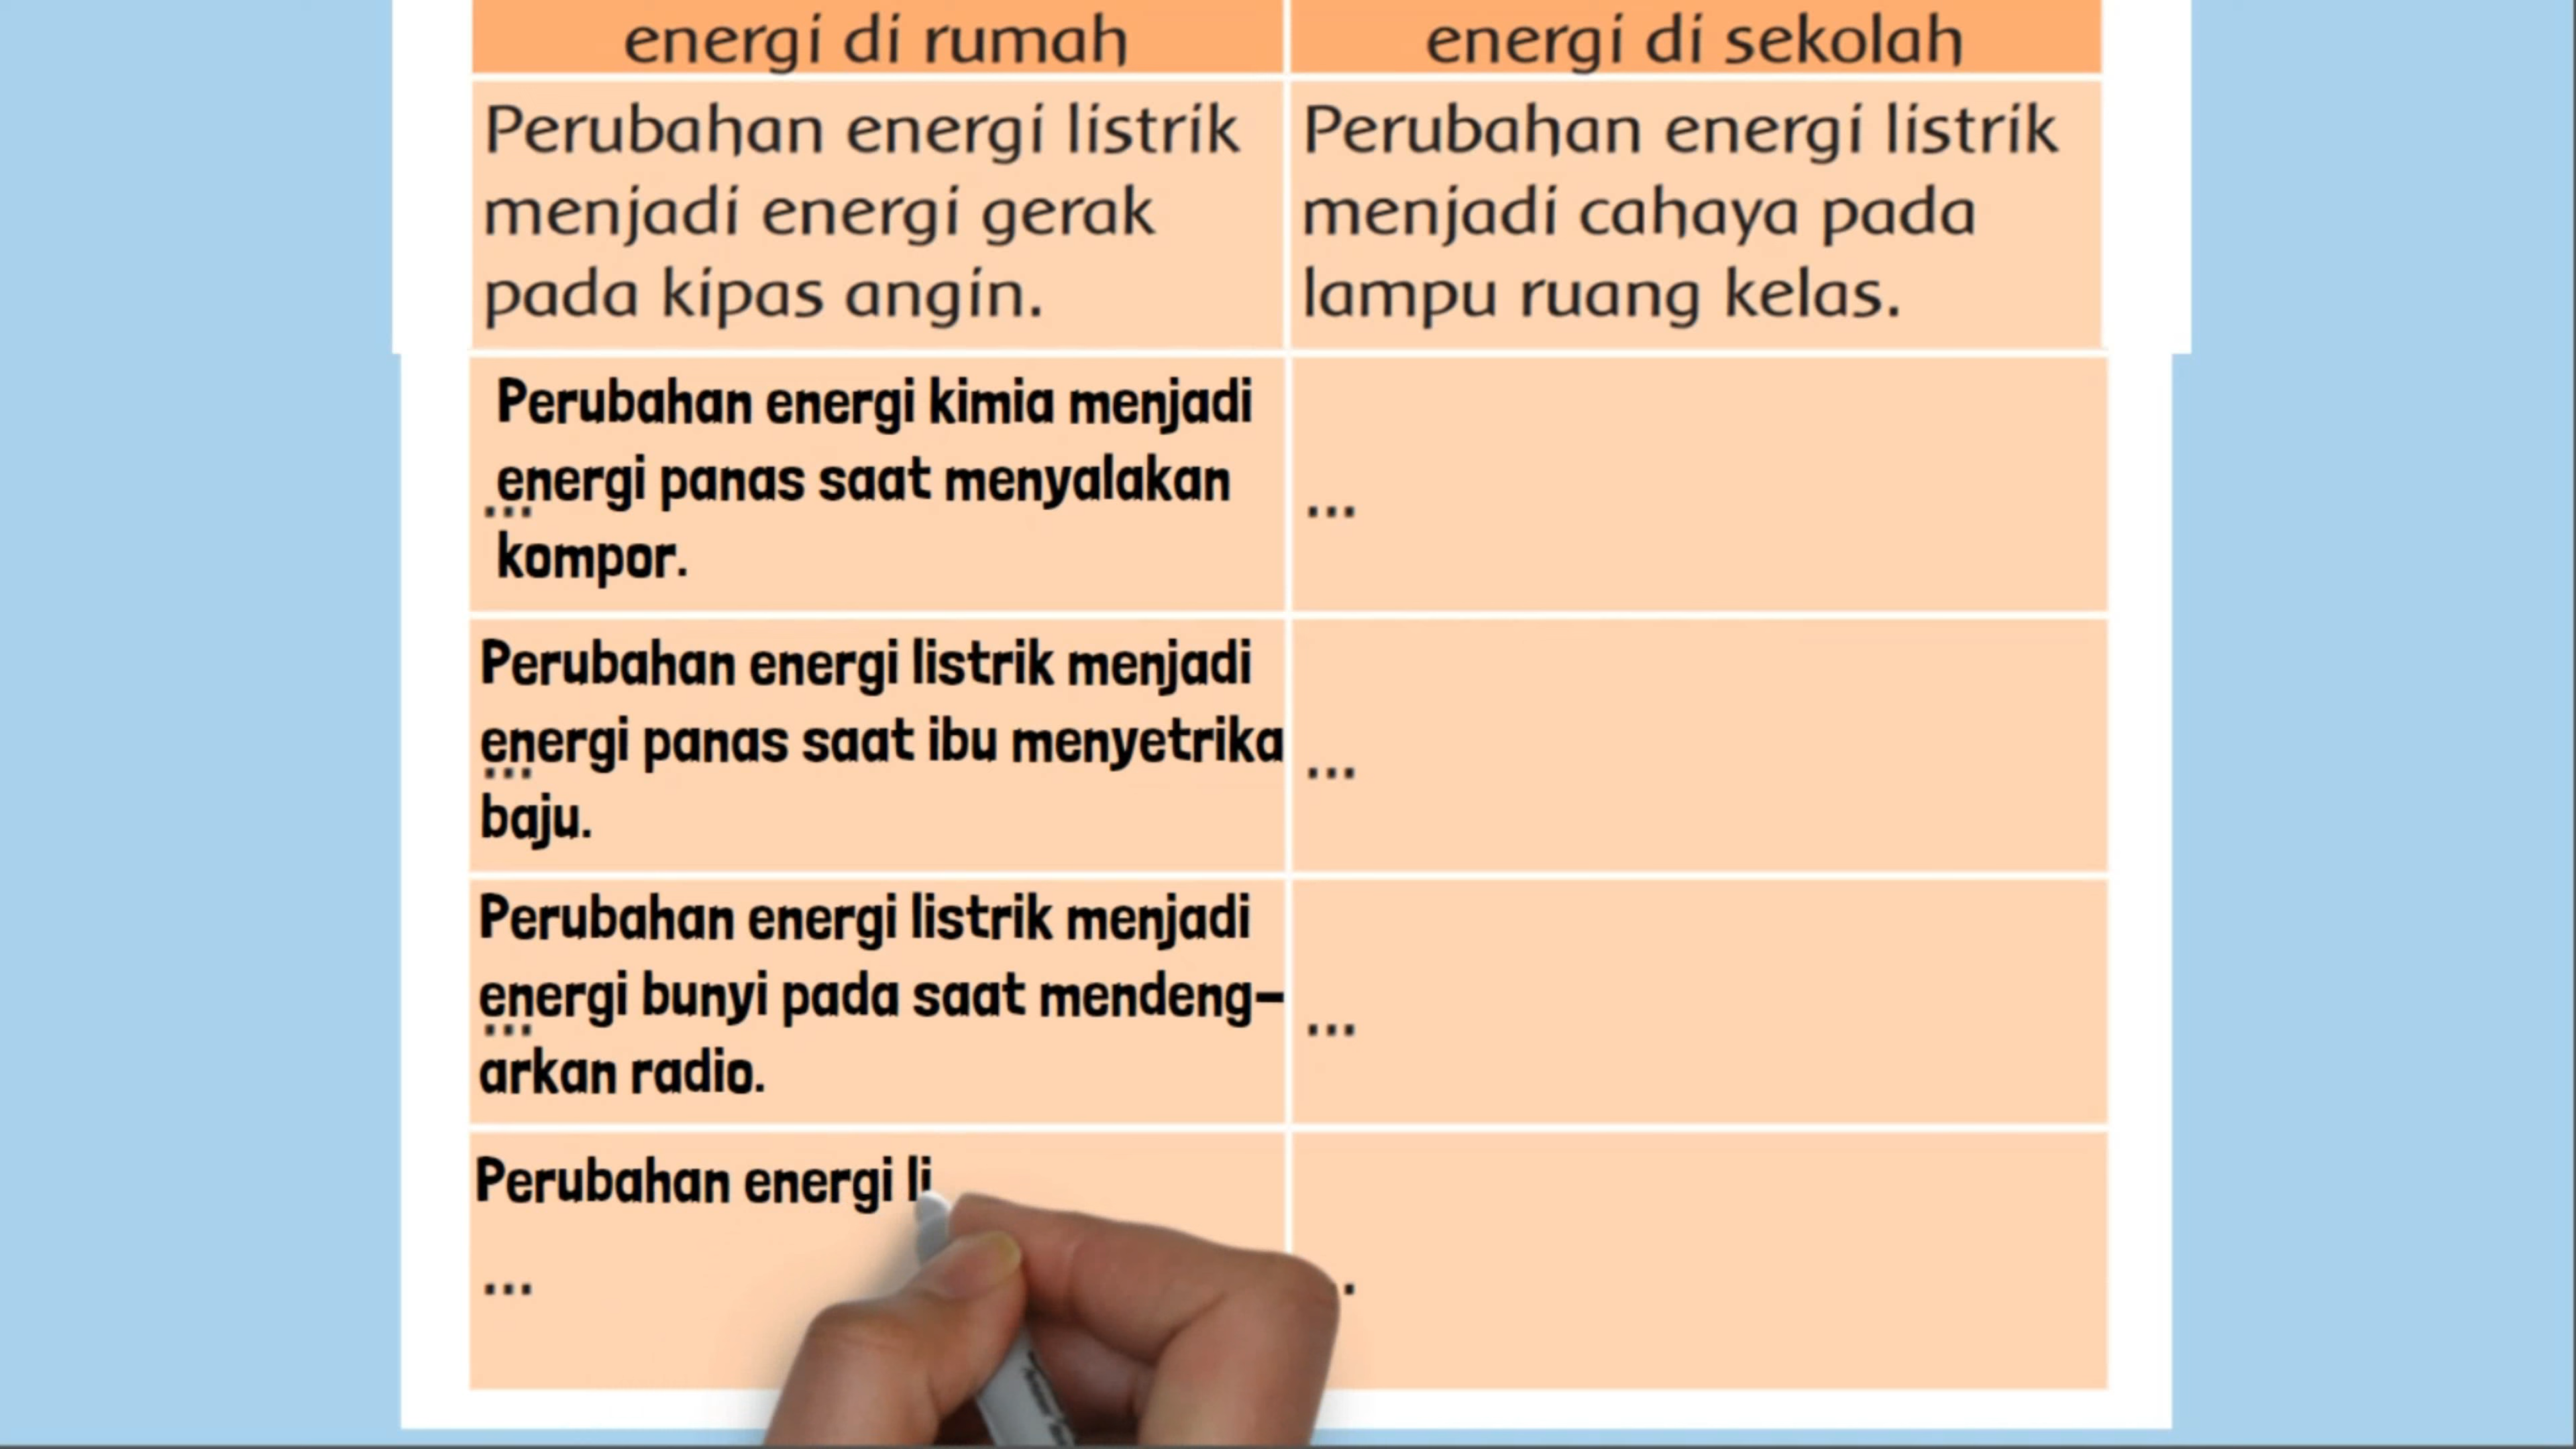 energi di rumah
energi di sekolah
Perubahan energi listrik
menjadi energi gerak
pada kipas angin.
Perubahan energi listrik
menjadi cahaya pada
lampu ruang kelas.
Perubahan energi kimia menjadi
energi panas saat menyalakan
...
kompor.
...
Perubahan energi listrik menjadi
energi panas saat ibu menyetrika
...
baju.
...
Perubahan energi listrik menjadi
energi bunyi pada saat mendeng-
...
arkan radio.
...
Perubahan energi li
...
.